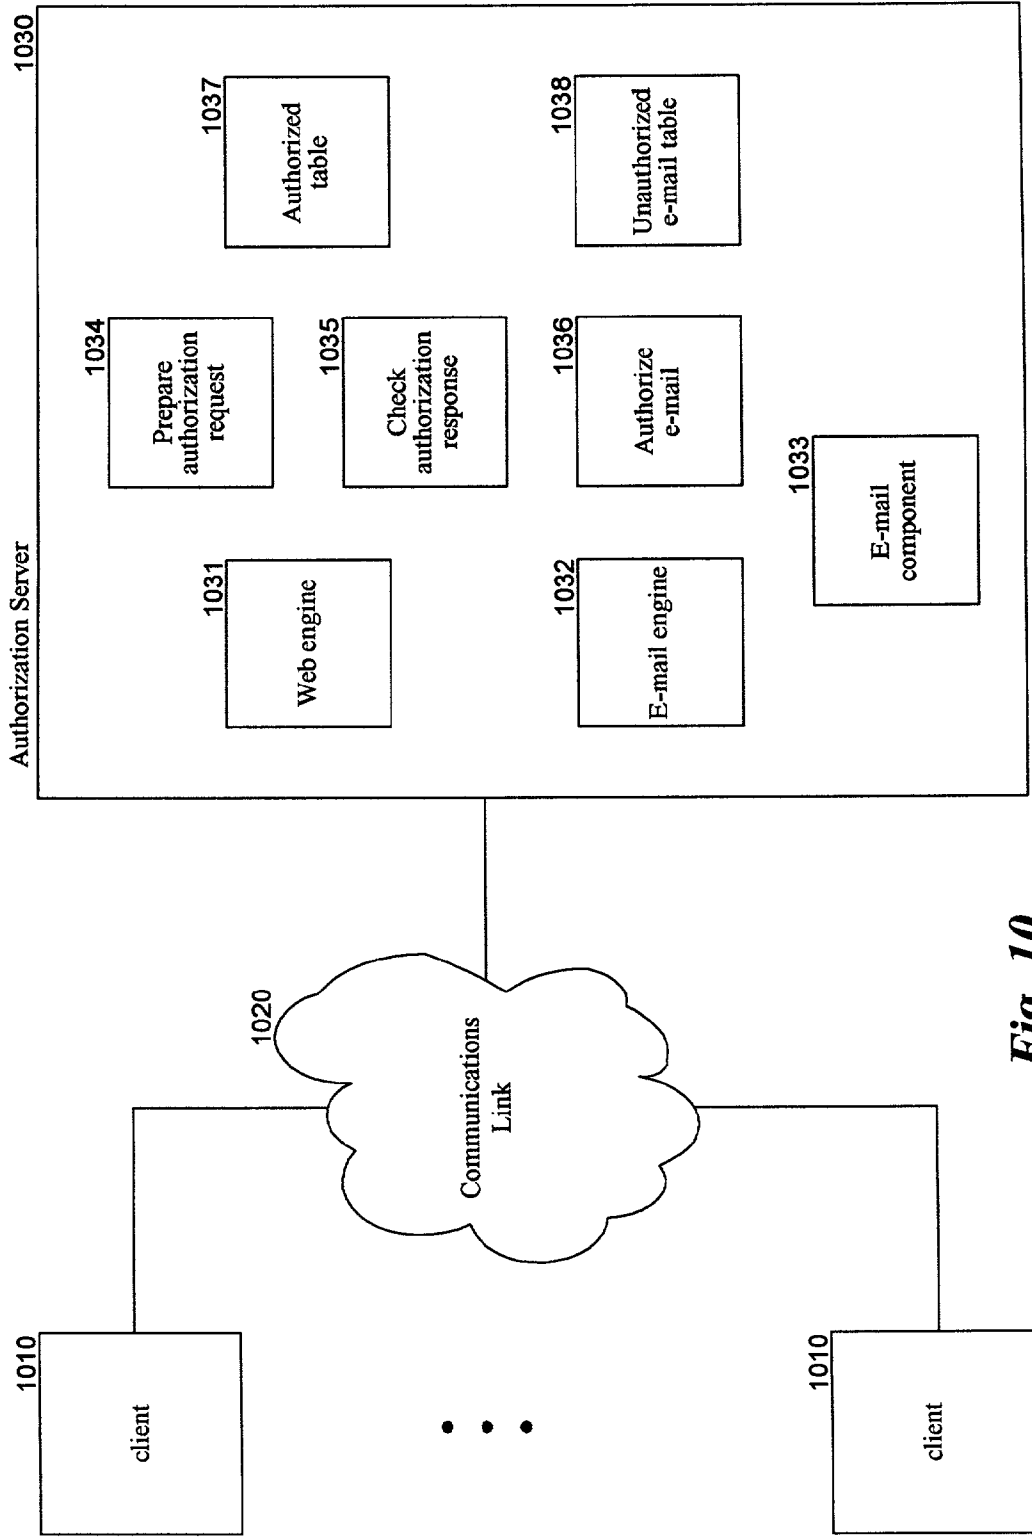 1010
client
1010
client
1020
Communications
Link
Authorization Server
1030
1031
Web engine
1032
E-mail engine
1033
E-mail
component
1034
Prepare
authorization
request
1035
Check
authorization
response
1036
Authorize
e-mail
1037
Authorized
table
1038
Unauthorized
e-mail table
Fig. 10